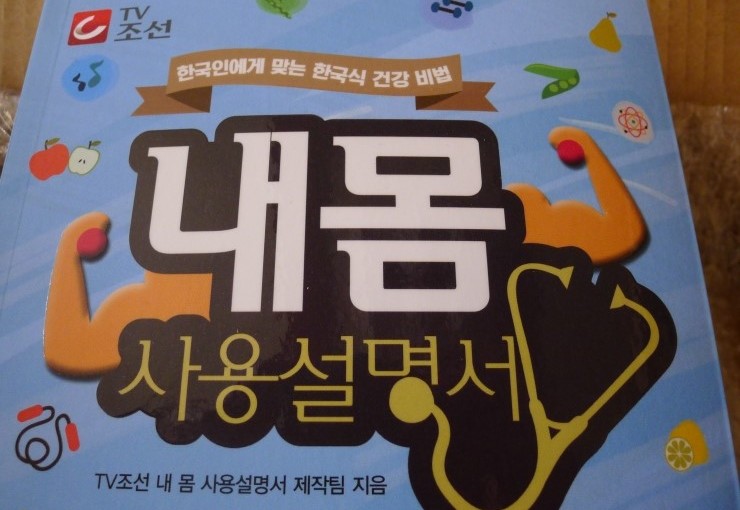 TV
조선
한국인에게 맞는 한국식 건강 비법
내몸
사용설명서
TV조선 내 몸 사용설명서 제작팀 지음